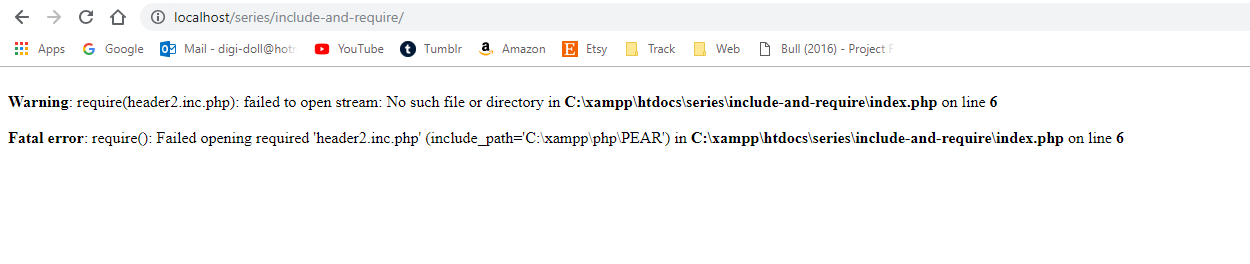 localhost/series/include-and-require/
Apps Google Mail - digi-doll@hot YouTube Tumblr Amazon Etsy Track Web Bull (2016) - Project
Warning: require(header2.inc.php): failed to open stream: No such file or directory in C:\xampp\htdocs\series\include-and-require\index.php on line 6
Fatal error: require(): Failed opening required 'header2.inc.php' (include_path='C:\xampp\php\PEAR') in C:\xampp\htdocs\series\include-and-require\index.php on line 6